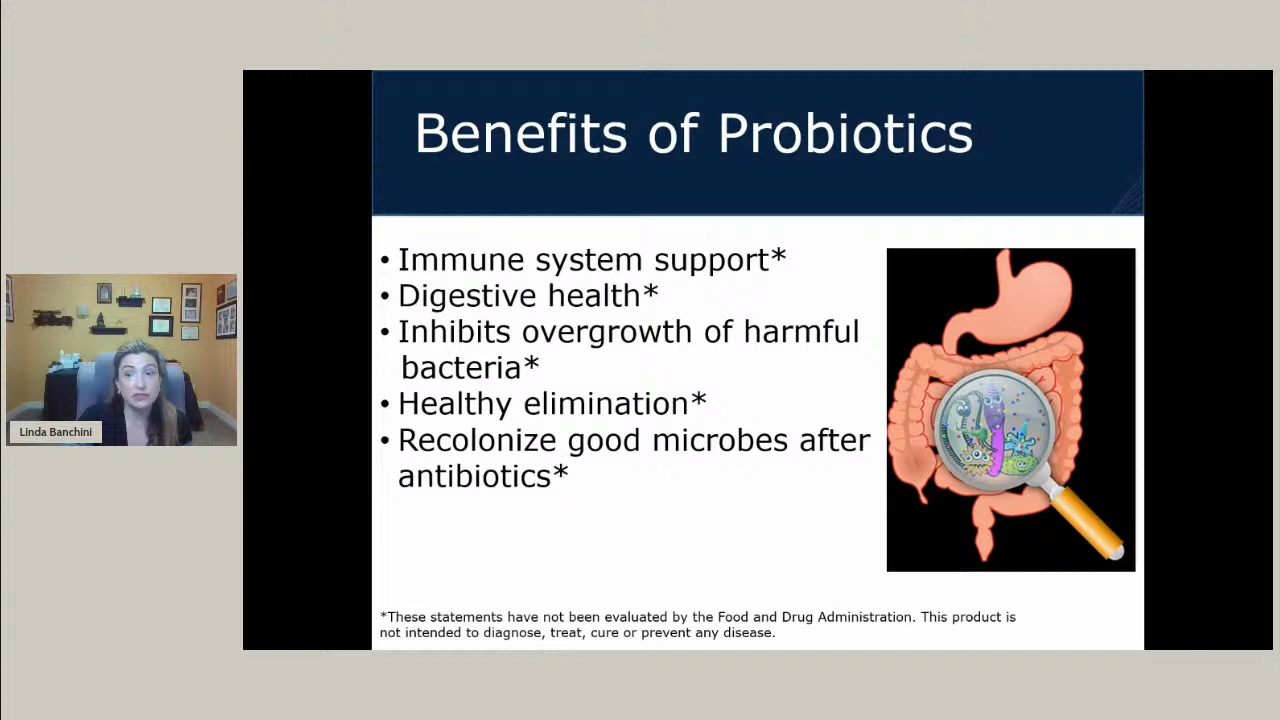 Benefits of Probiotics
• Immune system support*
• Digestive health*
• Inhibits overgrowth of harmful
bacteria*
• Healthy elimination*
• Recolonize good microbes after
antibiotics*
*These statements have not been evaluated by the Food and Drug Administration. This product is
not intended to diagnose, treat, cure or prevent any disease.
Linda Banchini